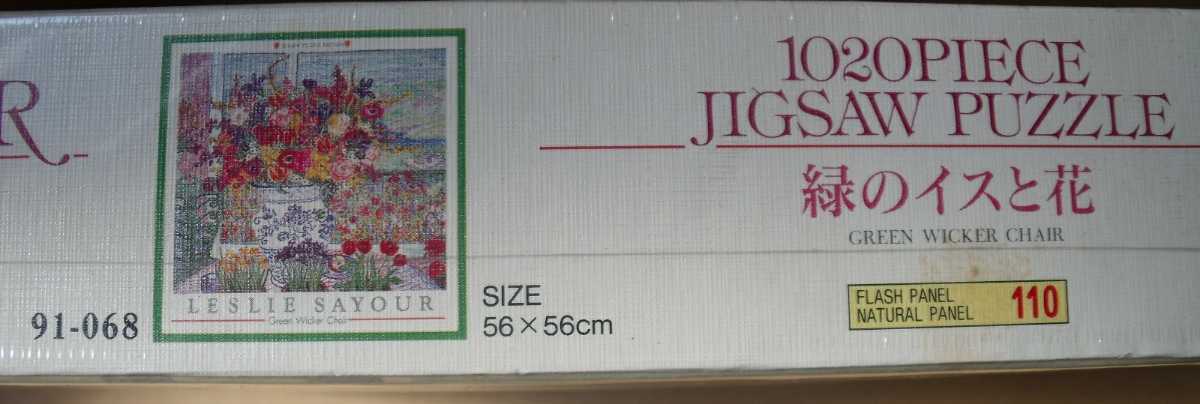 R
91-068
LESLIE SAYOUR
Green Wicker Chair
SIZE
56×56cm
1020PIECE
JIGSAW PUZZLE
緑のイスと花
GREEN WICKER CHAIR
FLASH PANEL
NATURAL PANEL
110